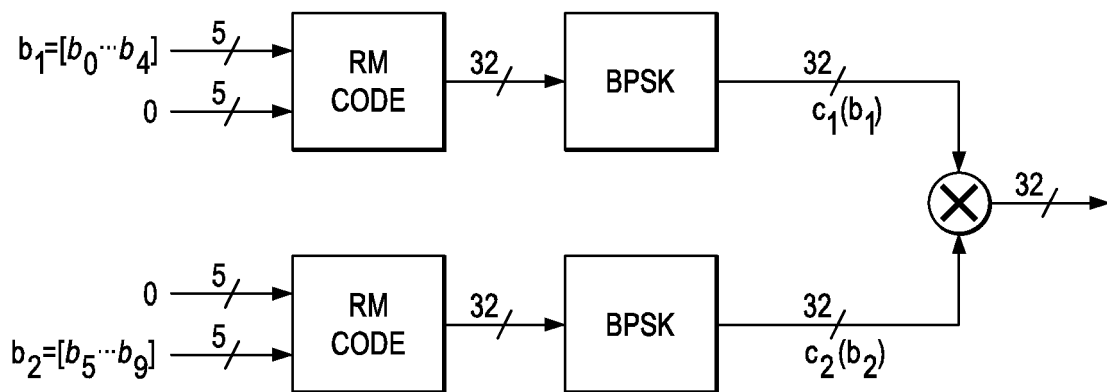 b₁=[b₀···b₄]
5
RM
CODE
32
BPSK
32
c₁(b₁)
0
5
32
0
5
RM
CODE
32
BPSK
32
c₂(b₂)
b₂=[b₅···b₉]
5